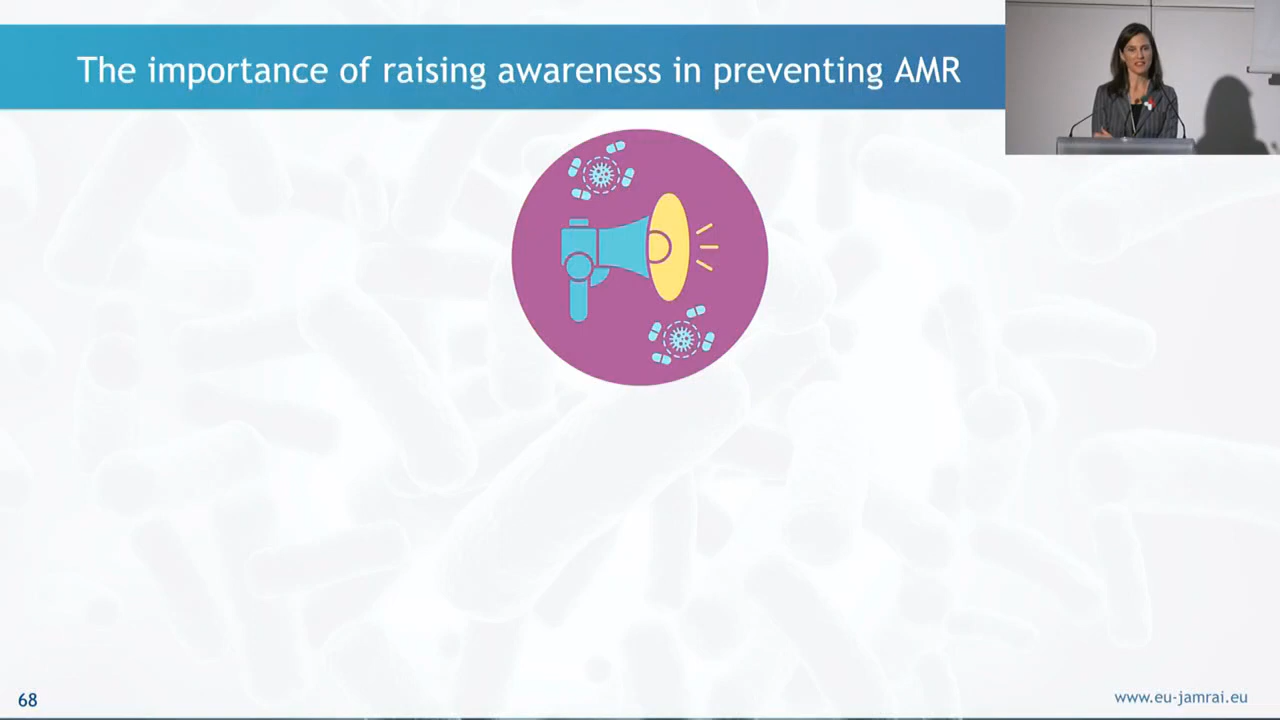 The importance of raising awareness in preventing AMR
68
www.eu-jamrai.eu